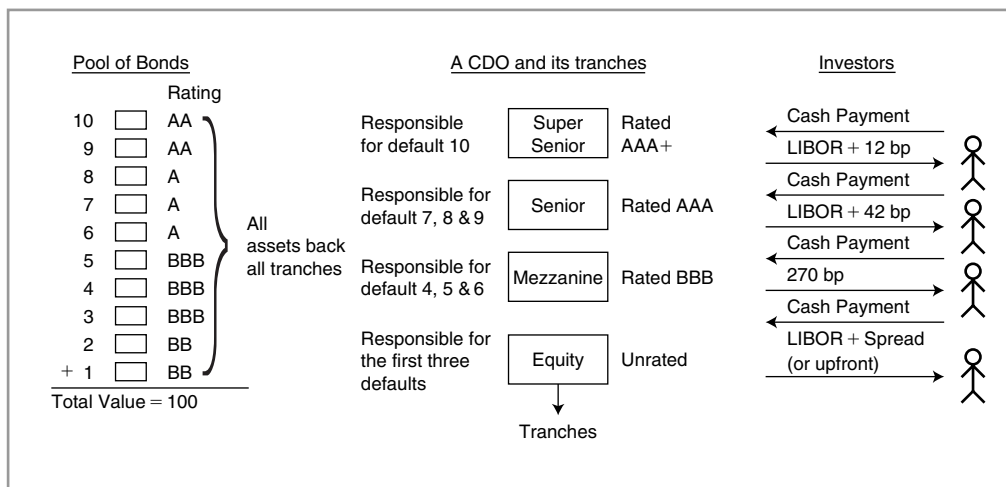 Pool of Bonds
Rating
10 AA
9 AA
8 A
7 A
6 A
5 BBB
4 BBB
3 BBB
2 BB
+ 1 BB
Total Value = 100
All
assets back
all tranches
A CDO and its tranches
Responsible
for default 10
Super
Senior
Rated
AAA+
Responsible for
default 7, 8 & 9
Senior
Rated AAA
Responsible for
default 4, 5 & 6
Mezzanine
Rated BBB
Responsible for
the first three
defaults
Equity
Unrated
Tranches
Investors
Cash Payment
LIBOR + 12 bp
Cash Payment
LIBOR + 42 bp
Cash Payment
270 bp
Cash Payment
LIBOR + Spread
(or upfront)